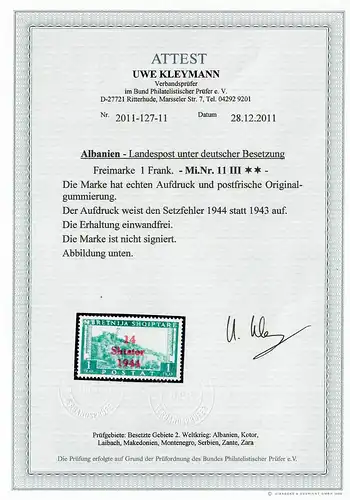 ATTEST
UWE KLEYMANN
Verbandsprüfer
im Bund Philatelistischer Prüfer e. V.
D-27721 Ritterhude, Marsseler Str. 7, Tel. 04292 9201
Nr. 2011-127-11 Datum 28.12.2011
Albanien - Landespost unter deutscher Besetzung
Freimarke 1 Frank. - Mi.Nr. 11 III ✶✶ -
Die Marke hat echten Aufdruck und postfrische Original-
gummierung.
Der Aufdruck weist den Setzfehler 1944 statt 1943 auf.
Die Erhaltung einwandfrei.
Die Marke ist nicht signiert.
Abbildung unten.
MBRETNIJA SHQIPTARE
14
Shtator
1944
1 1
POSTAT
Prüfgebiete: Besetzte Gebiete 2. Weltkrieg: Albanien, Kotor,
Laibach, Makedonien, Montenegro, Serbien, Zante, Zara
Die Prüfung erfolgte auf Grund der Prüfordnung des Bundes Philatelistischer Prüfer e.V.